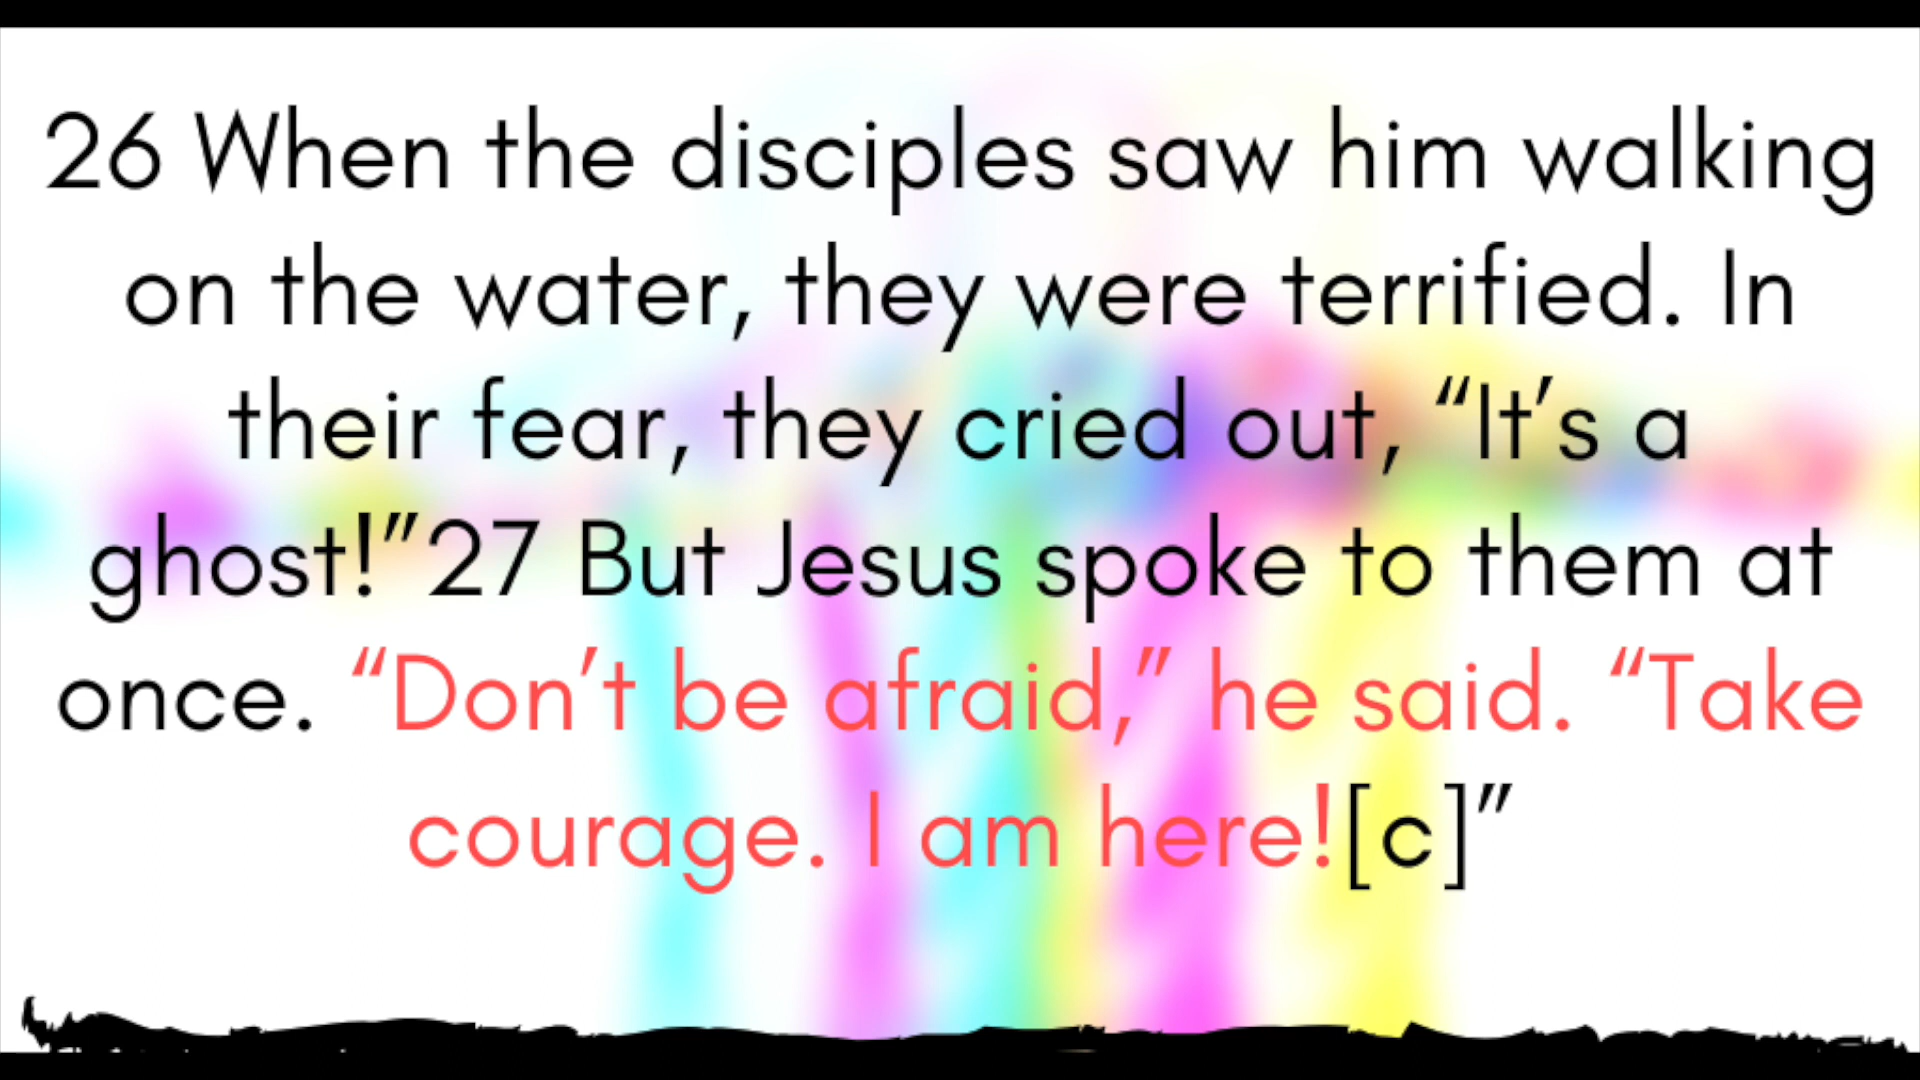 26 When the disciples saw him walking
on the water, they were terrified. In
their fear, they cried out, “It’s a
ghost!”27 But Jesus spoke to them at
once. “Don’t be afraid,” he said. “Take
courage. I am here![c]”